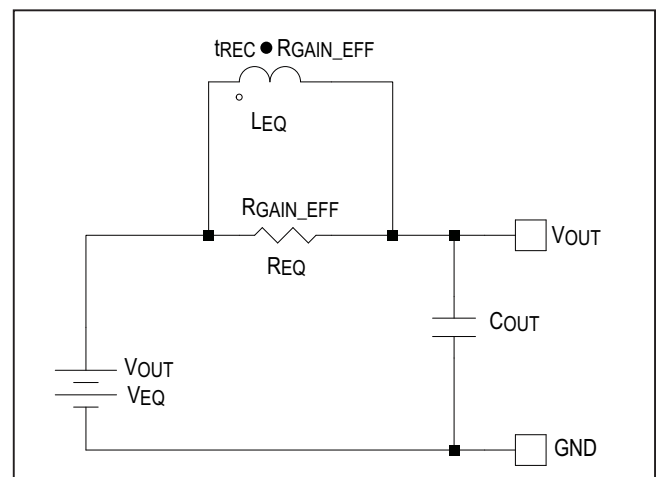 tREC ● RGAIN_EFF
LEQ
RGAIN_EFF
REQ
VOUT
COUT
VOUT
VEQ
GND